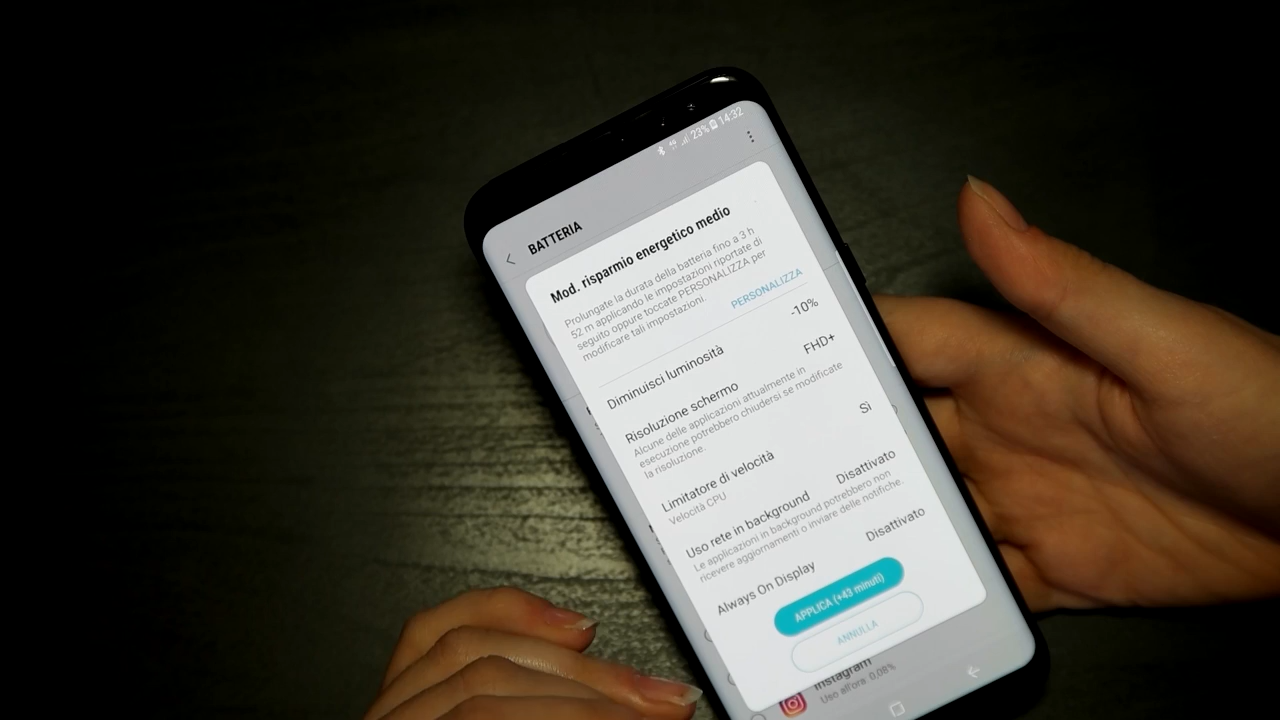 23% 14:32
BATTERIA
Mod. risparmio energetico medio
Prolungate la durata della batteria fino a 3 h
52 m applicando le impostazioni riportate di
seguito oppure toccate PERSONALIZZA per
modificare tali impostazioni.
PERSONALIZZA
Diminuisci luminosità -10%
Risoluzione schermo FHD+
Alcune delle applicazioni attualmente in
esecuzione potrebbero chiudersi se modificate
la risoluzione.
Limitatore di velocità Sì
Velocità CPU
Uso rete in background Disattivato
Le applicazioni in background potrebbero non
ricevere aggiornamenti o inviare delle notifiche.
Always On Display Disattivato
APPLICA (+43 minuti)
ANNULLA
Instagram
Uso all'ora: 0,08%